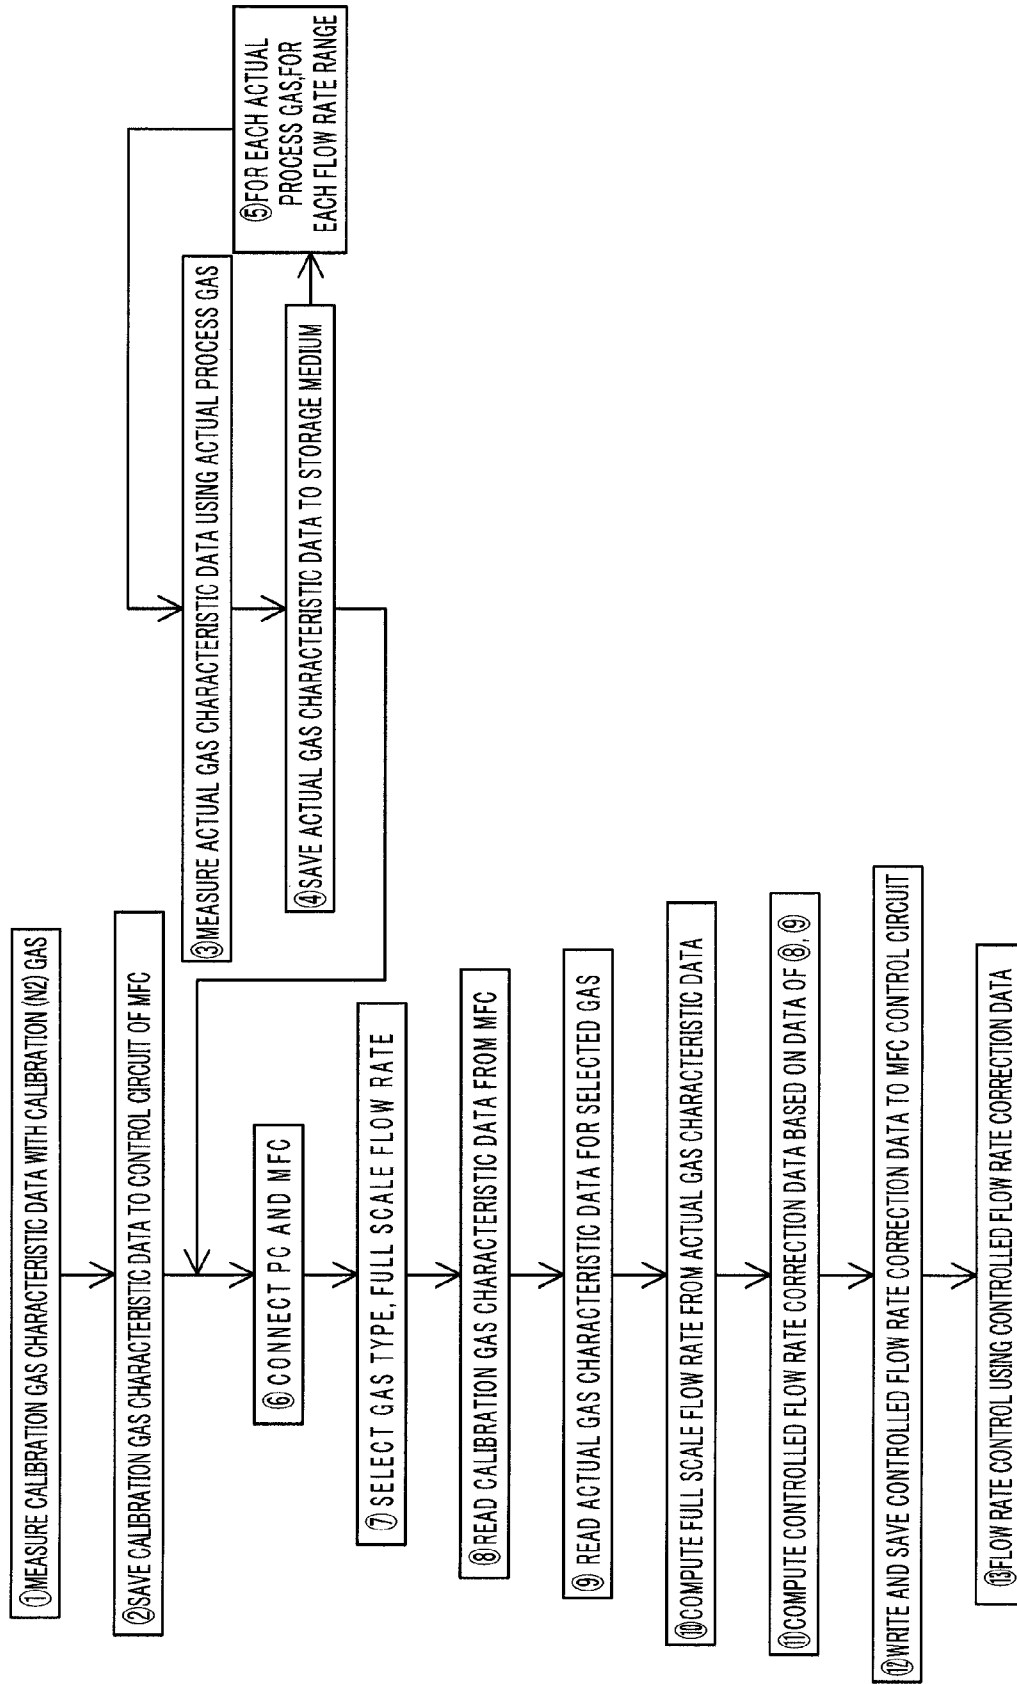 ①MEASURE CALIBRATION GAS CHARACTERISTIC DATA WITH CALIBRATION (N2) GAS
②SAVE CALIBRATION GAS CHARACTERISTIC DATA TO CONTROL CIRCUIT OF MFC
③MEASURE ACTUAL GAS CHARACTERISTIC DATA USING ACTUAL PROCESS GAS
④SAVE ACTUAL GAS CHARACTERISTIC DATA TO STORAGE MEDIUM
⑤FOR EACH ACTUAL
PROCESS GAS,FOR
EACH FLOW RATE RANGE
⑥ CONNECT PC AND MFC
⑦ SELECT GAS TYPE, FULL SCALE FLOW RATE
⑧READ CALIBRATION GAS CHARACTERISTIC DATA FROM MFC
⑨ READ ACTUAL GAS CHARACTERISTIC DATA FOR SELECTED GAS
⑩COMPUTE FULL SCALE FLOW RATE FROM ACTUAL GAS CHARACTERISTIC DATA
⑪COMPUTE CONTROLLED FLOW RATE CORRECTION DATA BASED ON DATA OF ⑧, ⑨
⑫WRITE AND SAVE CONTROLLED FLOW RATE CORRECTION DATA TO MFC CONTROL CIRCUIT
⑬FLOW RATE CONTROL USING CONTROLLED FLOW RATE CORRECTION DATA